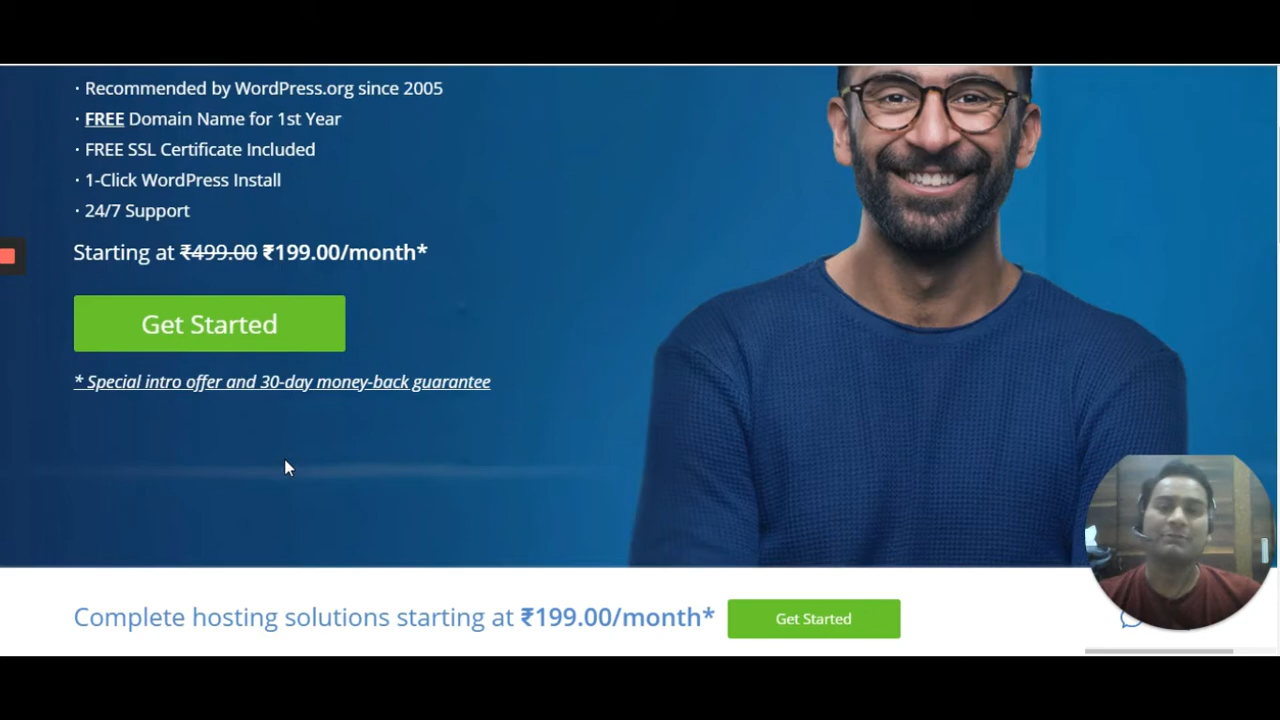 · Recommended by WordPress.org since 2005
· FREE Domain Name for 1st Year
· FREE SSL Certificate Included
· 1-Click WordPress Install
· 24/7 Support
Starting at ₹499.00 ₹199.00/month*
Get Started
* Special intro offer and 30-day money-back guarantee
Complete hosting solutions starting at ₹199.00/month*
Get Started